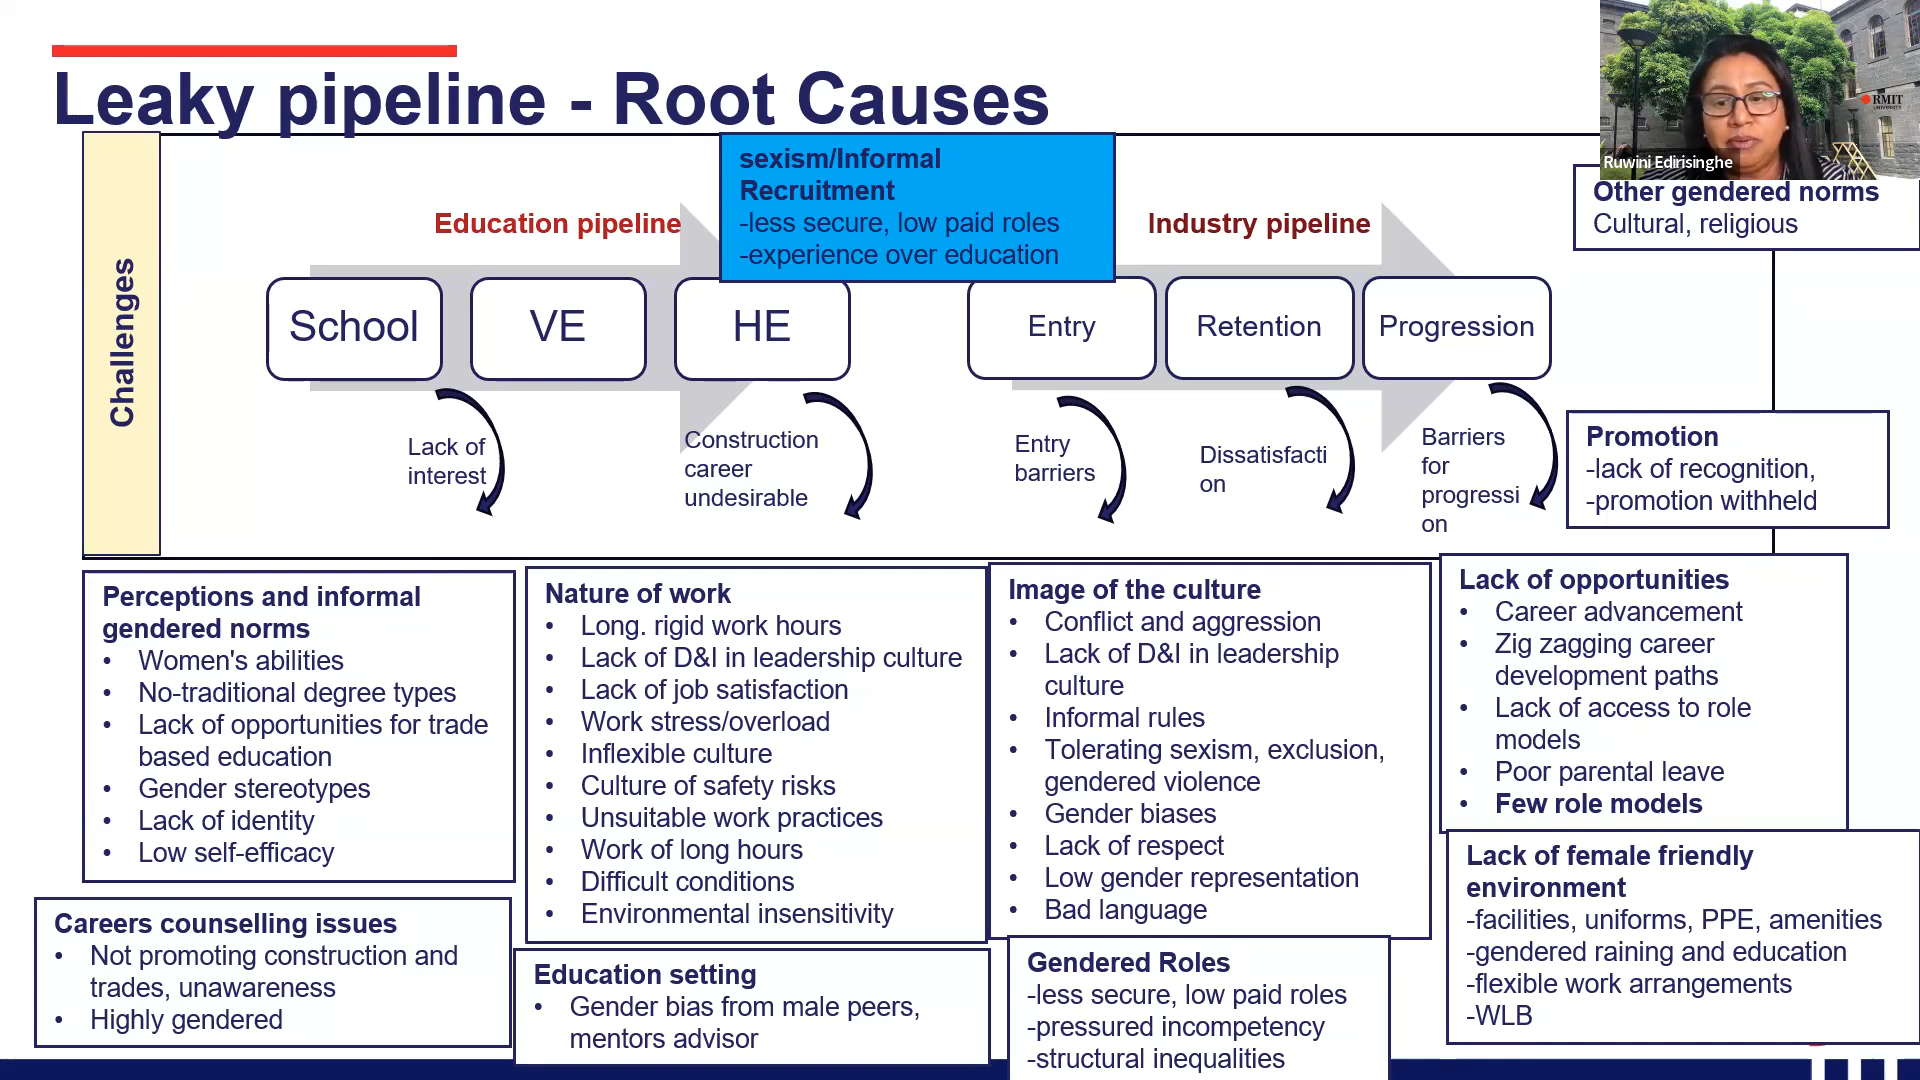 Leaky pipeline - Root Causes
RMIT
UNIVERSITY
Ruwini Edirisinghe
Challenges
Education pipeline
sexism/Informal
Recruitment
-less secure, low paid roles
-experience over education
Industry pipeline
Other gendered norms
Cultural, religious
School
VE
HE
Entry
Retention
Progression
Lack of
interest
Construction
career
undesirable
Entry
barriers
Dissatisfacti
on
Barriers
for
progressi
on
Promotion
-lack of recognition,
-promotion withheld
Perceptions and informal
gendered norms
• Women's abilities
• No-traditional degree types
• Lack of opportunities for trade
based education
• Gender stereotypes
• Lack of identity
• Low self-efficacy
Careers counselling issues
• Not promoting construction and
trades, unawareness
• Highly gendered
Nature of work
• Long. rigid work hours
• Lack of D&I in leadership culture
• Lack of job satisfaction
• Work stress/overload
• Inflexible culture
• Culture of safety risks
• Unsuitable work practices
• Work of long hours
• Difficult conditions
• Environmental insensitivity
Education setting
• Gender bias from male peers,
mentors advisor
Image of the culture
• Conflict and aggression
• Lack of D&I in leadership
culture
• Informal rules
• Tolerating sexism, exclusion,
gendered violence
• Gender biases
• Lack of respect
• Low gender representation
• Bad language
Gendered Roles
-less secure, low paid roles
-pressured incompetency
-structural inequalities
Lack of opportunities
• Career advancement
• Zig zagging career
development paths
• Lack of access to role
models
• Poor parental leave
• Few role models
Lack of female friendly
environment
-facilities, uniforms, PPE, amenities
-gendered raining and education
-flexible work arrangements
-WLB